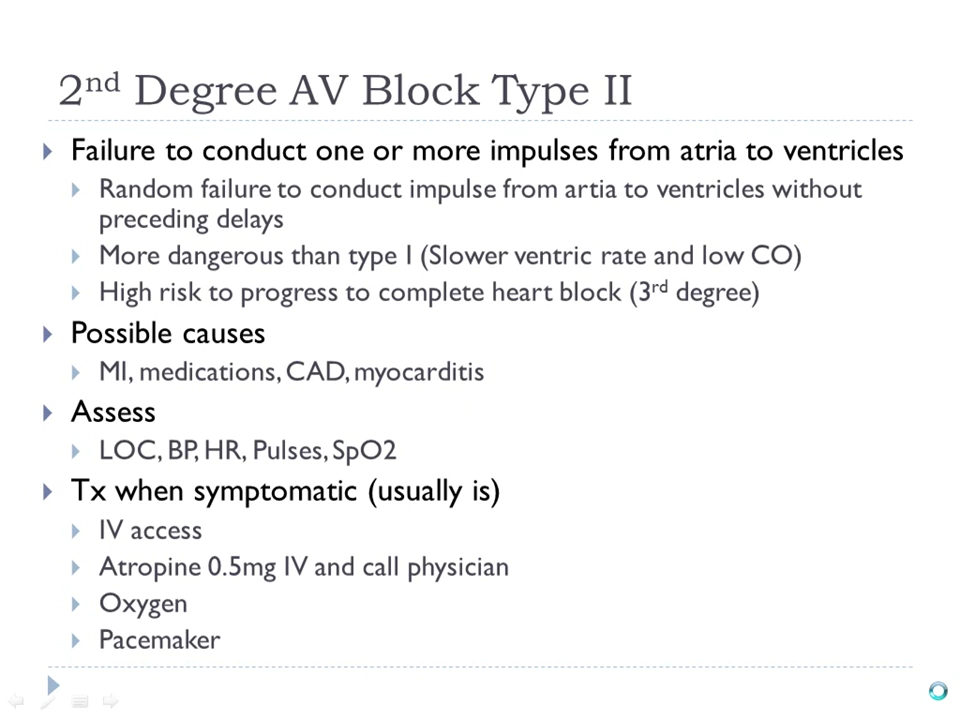 2nd Degree AV Block Type II
Failure to conduct one or more impulses from atria to ventricles
Random failure to conduct impulse from artia to ventricles without
preceding delays
More dangerous than type I (Slower ventric rate and low CO)
High risk to progress to complete heart block (3rd degree)
Possible causes
MI, medications, CAD, myocarditis
Assess
LOC, BP, HR, Pulses, SpO2
Tx when symptomatic (usually is)
IV access
Atropine 0.5mg IV and call physician
Oxygen
Pacemaker